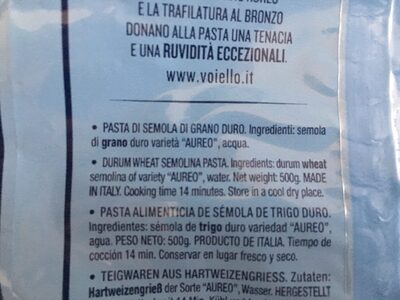 E LA TRAFILATURA AL BRONZO
DONANO ALLA PASTA UNA TENACIA
E UNA RUVIDITÀ ECCEZIONALI.
www.voiello.it
• PASTA DI SEMOLA DI GRANO DURO. Ingredienti: semola
di grano duro varietà "AUREO", acqua.
• DURUM WHEAT SEMOLINA PASTA. Ingredients: durum wheat
semolina of variety "AUREO", water. Net weight: 500g. MADE
IN ITALY. Cooking time 14 minutes. Store in a cool dry place.
• PASTA ALIMENTICIA DE SÉMOLA DE TRIGO DURO.
Ingredientes: sémola de trigo duro variedad "AUREO",
agua. PESO NETO: 500g. PRODUCTO DE ITALIA. Tiempo de
cocción 14 min. Conservar en lugar fresco y seco.
• TEIGWAREN AUS HARTWEIZENGRIESS. Zutaten:
Hartweizengrieß der Sorte "AUREO", Wasser. HERGESTELLT